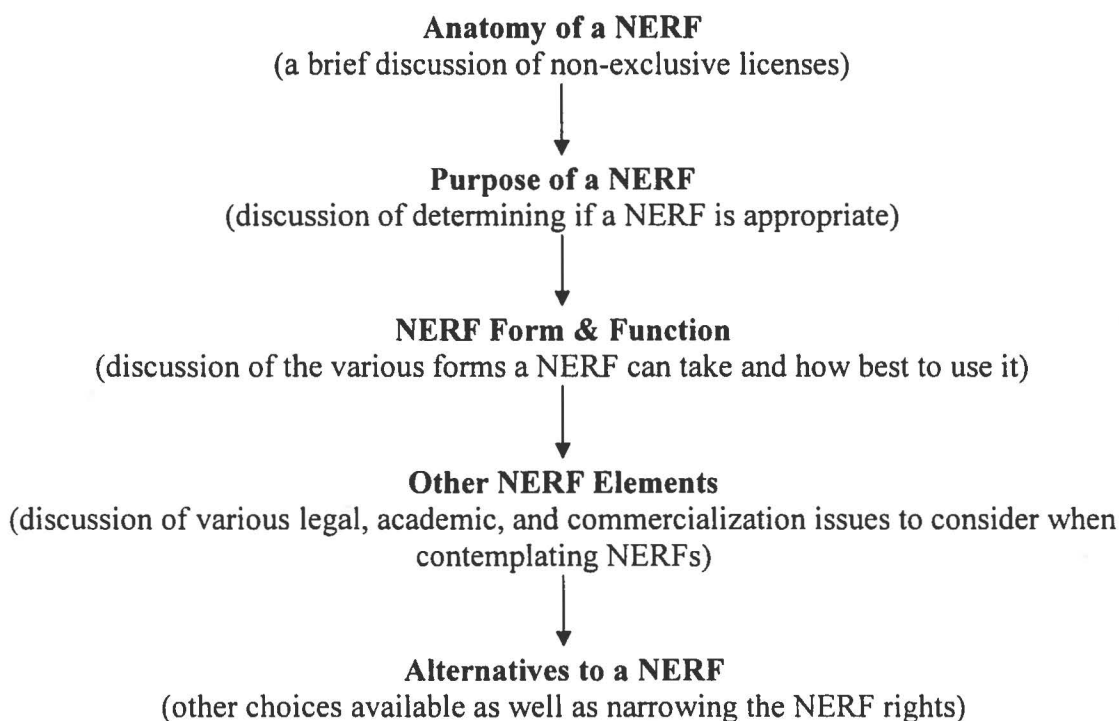 Anatomy of a NERF
(a brief discussion of non-exclusive licenses)
Purpose of a NERF
(discussion of determining if a NERF is appropriate)
NERF Form & Function
(discussion of the various forms a NERF can take and how best to use it)
Other NERF Elements
(discussion of various legal, academic, and commercialization issues to consider when
contemplating NERFs)
Alternatives to a NERF
(other choices available as well as narrowing the NERF rights)